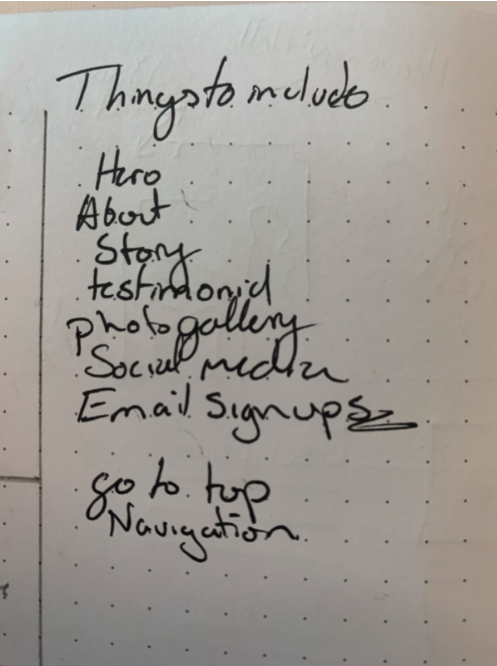 Things to include
Hero
About
Story
testimonial
photo gallery
Social media
Email signups
go to top
Navigation